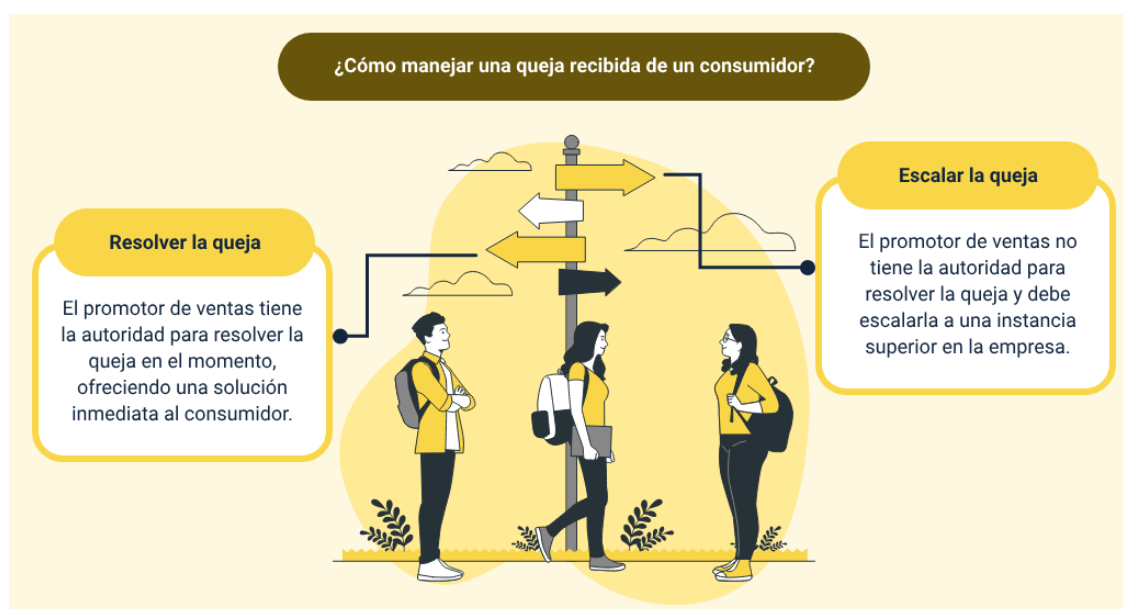 ¿Cómo manejar una queja recibida de un consumidor?
Resolver la queja
El promotor de ventas tiene
la autoridad para resolver la
queja en el momento,
ofreciendo una solución
inmediata al consumidor.
Escalar la queja
El promotor de ventas no
tiene la autoridad para
resolver la queja y debe
escalarla a una instancia
superior en la empresa.